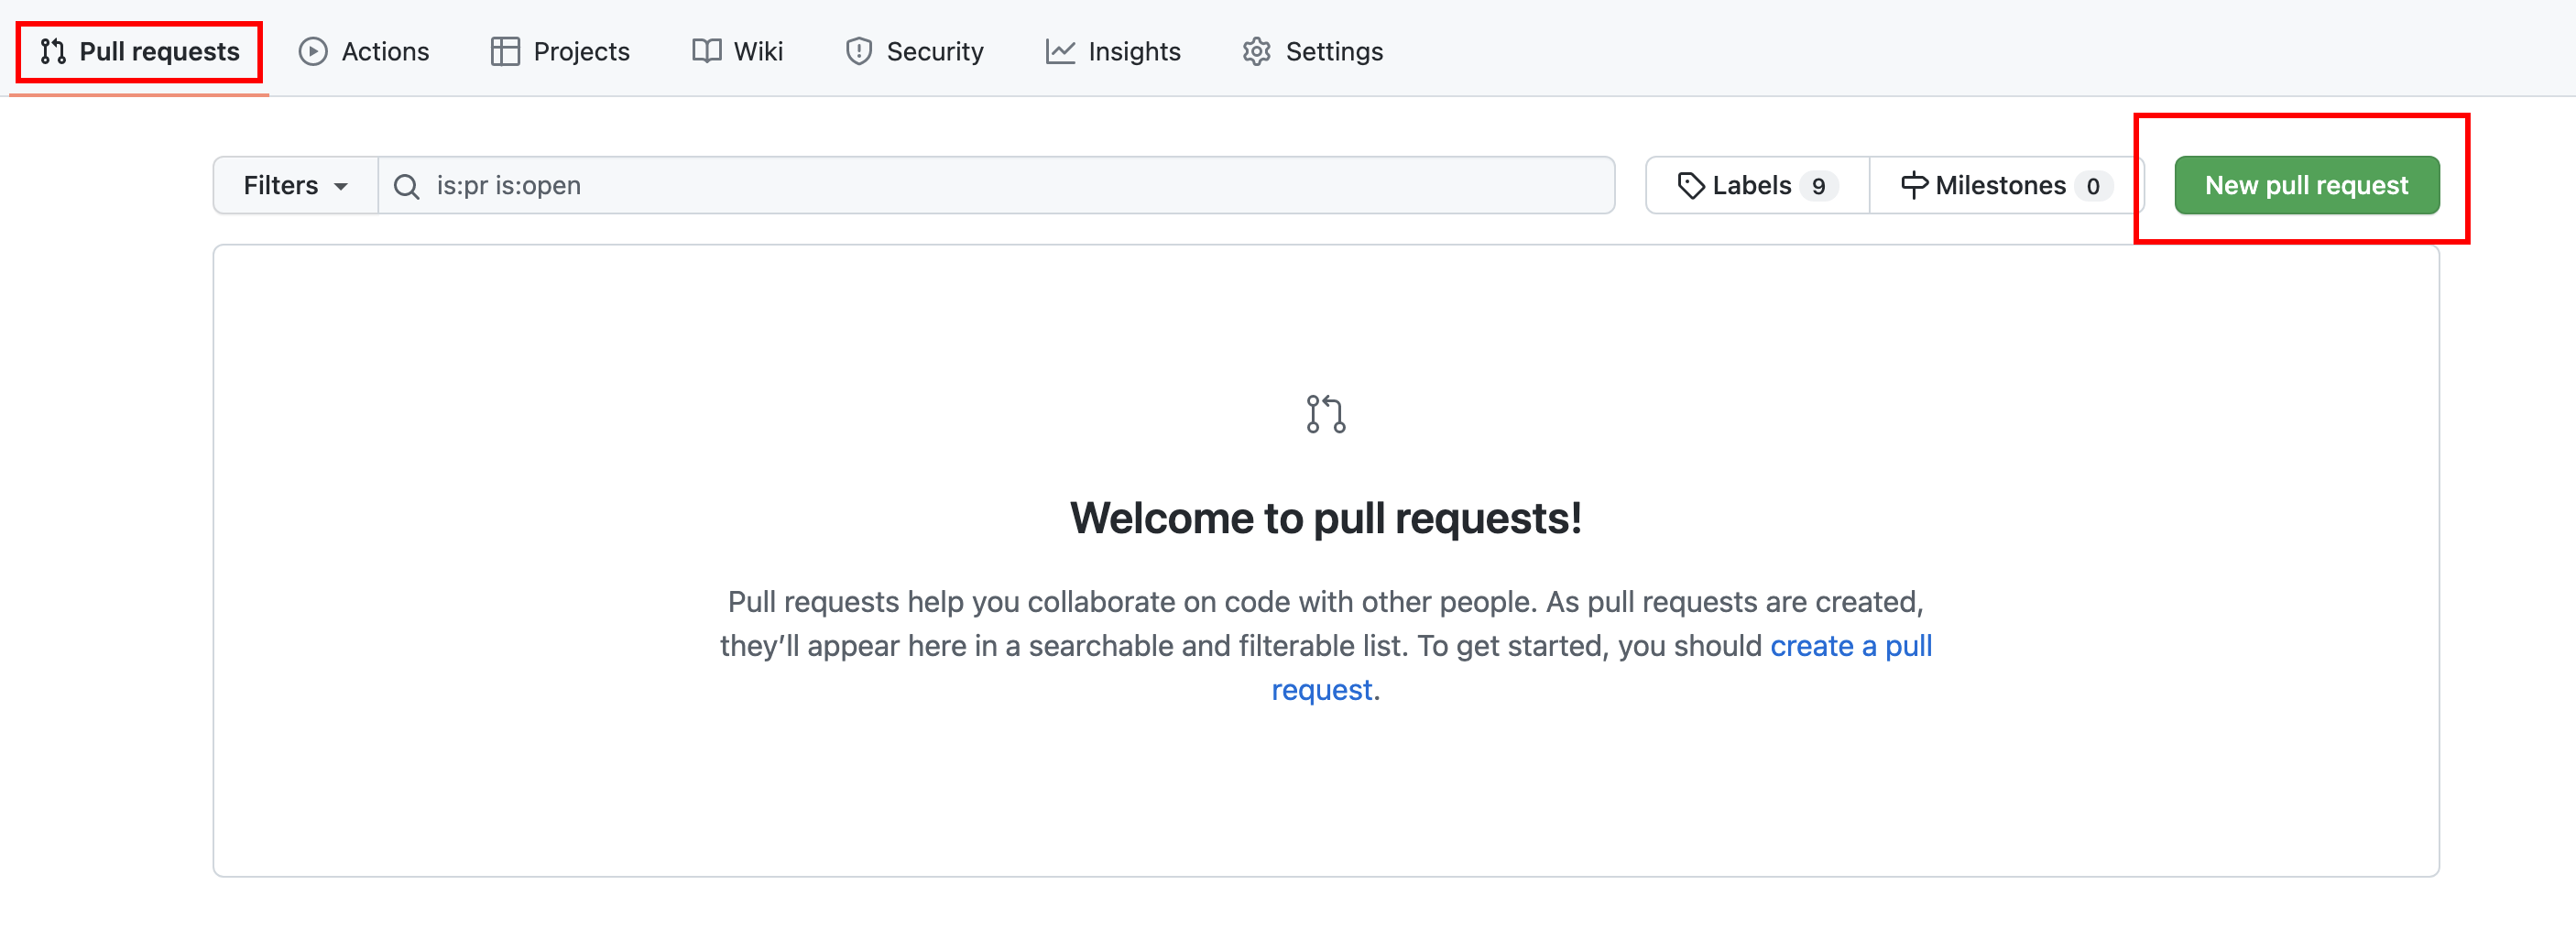 Pull requests Actions Projects Wiki Security Insights Settings
Filters is:pr is:open Labels 9 Milestones 0 New pull request
Welcome to pull requests!
Pull requests help you collaborate on code with other people. As pull requests are created,
they’ll appear here in a searchable and filterable list. To get started, you should create a pull
request.